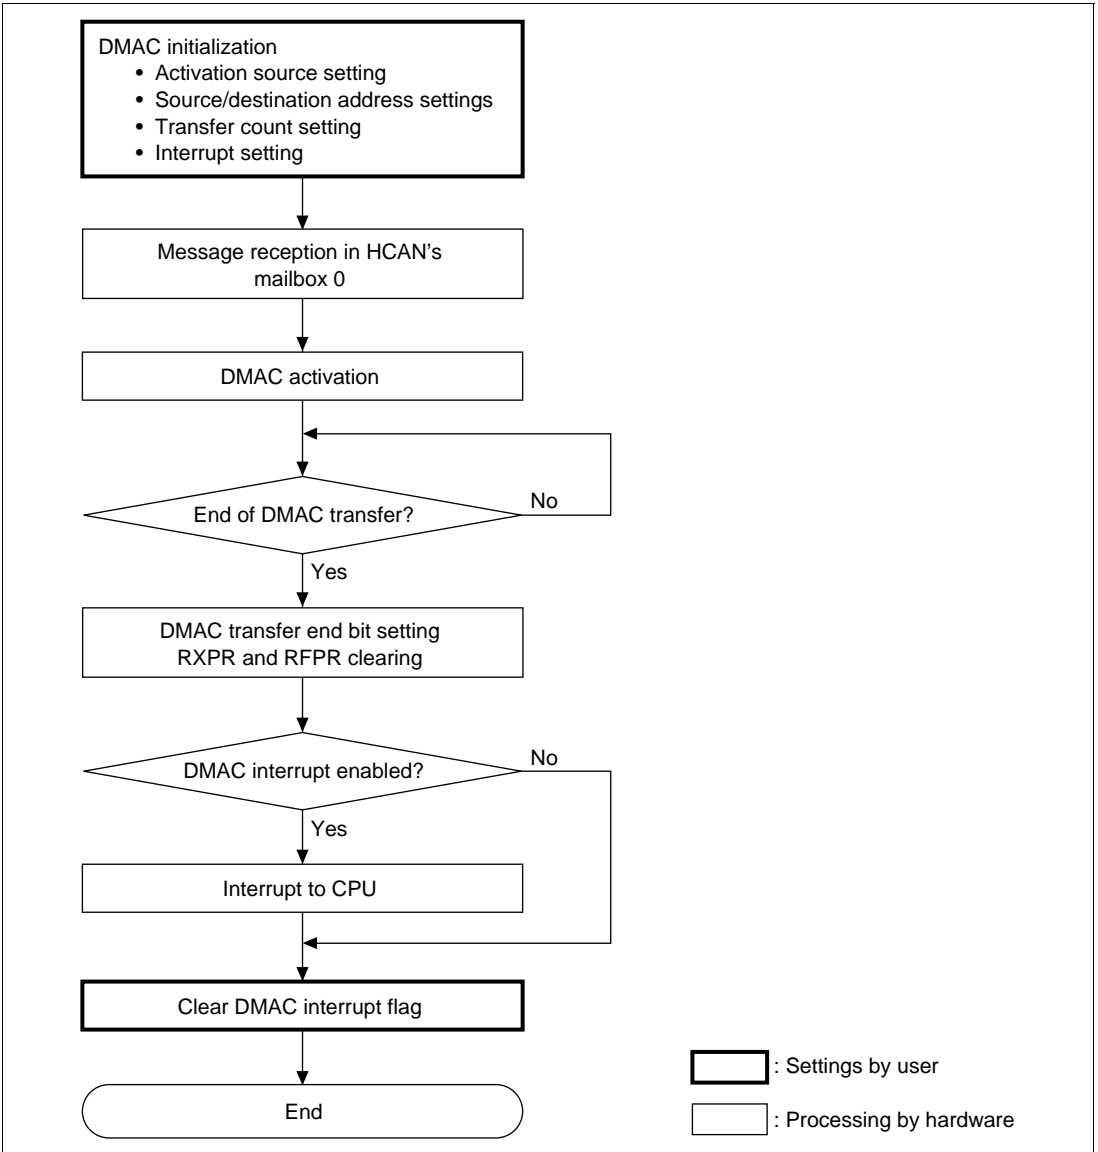 DMAC initialization
• Activation source setting
• Source/destination address settings
• Transfer count setting
• Interrupt setting
Message reception in HCAN's
mailbox 0
DMAC activation
End of DMAC transfer?
No
Yes
DMAC transfer end bit setting
RXPR and RFPR clearing
DMAC interrupt enabled?
No
Yes
Interrupt to CPU
Clear DMAC interrupt flag
End
: Settings by user
: Processing by hardware